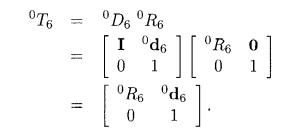 ⁰T₆ = ⁰D₆ ⁰R₆
= [ I ⁰d₆ ; 0 1 ] [ ⁰R₆ 0 ; 0 1 ]
= [ ⁰R₆ ⁰d₆ ; 0 1 ] .